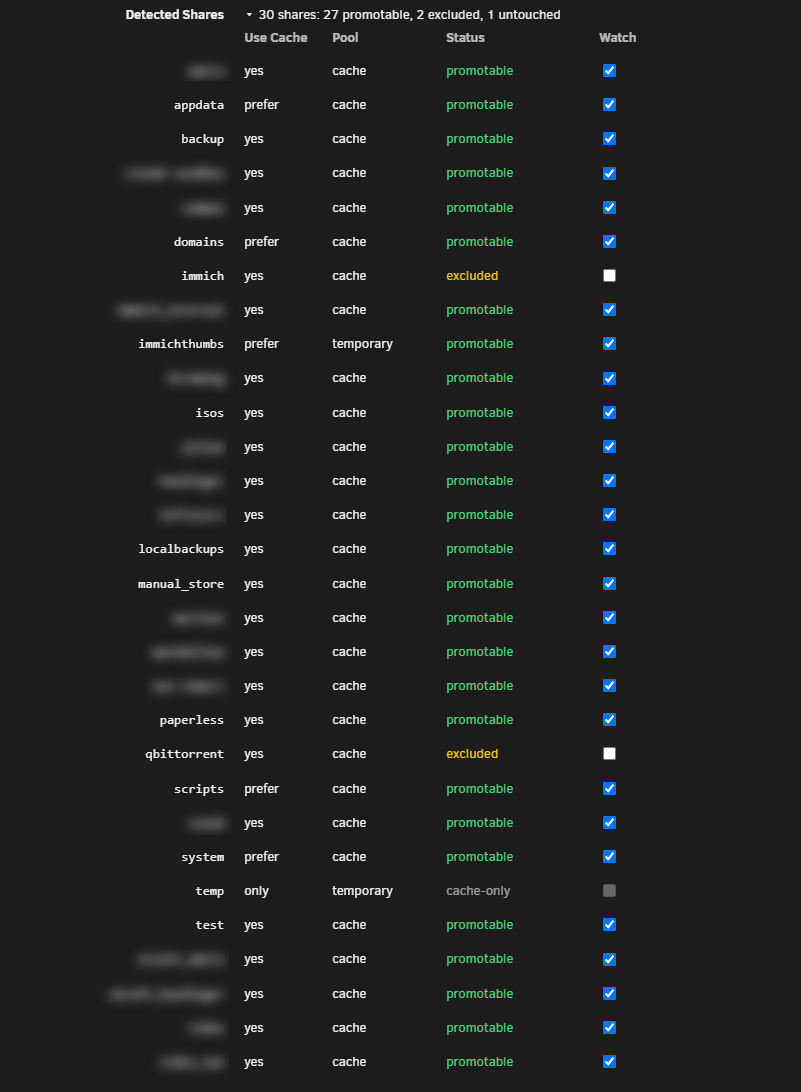 Detected Shares 30 shares: 27 promotable, 2 excluded, 1 untouched
Use Cache Pool Status Watch
yes cache promotable
appdata prefer cache promotable
backup yes cache promotable
yes cache promotable
yes cache promotable
domains prefer cache promotable
immich yes cache excluded
yes cache promotable
immichthumbs prefer temporary promotable
yes cache promotable
isos yes cache promotable
yes cache promotable
yes cache promotable
yes cache promotable
localbackups yes cache promotable
manual_store yes cache promotable
yes cache promotable
yes cache promotable
yes cache promotable
paperless yes cache promotable
qbittorrent yes cache excluded
scripts prefer cache promotable
yes cache promotable
system prefer cache promotable
temp only temporary cache-only
test yes cache promotable
yes cache promotable
yes cache promotable
yes cache promotable
yes cache promotable